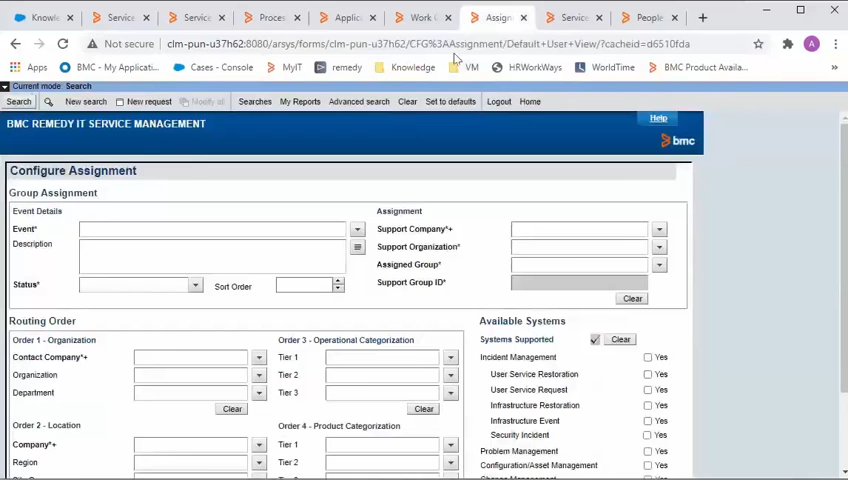 Knowle
Service
Service
Proces
Applic
Work C
Assign
Service
People
Not secure
clm-pun-u37h62:8080/arsys/forms/clm-pun-u37h62/CFG%3AAssignment/Default+User+View/?cacheid=d6510fda
A
Apps
BMC - My Applicati...
Cases - Console
MyIT
remedy
Knowledge
VM
HRWorkWays
WorldTime
BMC Product Availa...
Current mode Search
Search
New search
New request
Modify all
Searches
My Reports
Advanced search
Clear
Set to defaults
Logout
Home
BMC REMEDY IT SERVICE MANAGEMENT
Help
bmc
Configure Assignment
Group Assignment
Event Details
Assignment
Event*
Support Company*+
Description
Support Organization*
Assigned Group*
Status*
Sort Order
Support Group ID*
Clear
Routing Order
Available Systems
Order 1 - Organization
Order 3 - Operational Categorization
Systems Supported
Clear
Contact Company*+
Tier 1
Incident Management
Yes
Organization
Tier 2
User Service Restoration
Yes
Department
Tier 3
User Service Request
Yes
Clear
Clear
Infrastructure Restoration
Yes
Order 2 - Location
Order 4 - Product Categorization
Infrastructure Event
Yes
Security Incident
Yes
Company*+
Tier 1
Problem Management
Yes
Region
Tier 2
Configuration/Asset Management
Yes